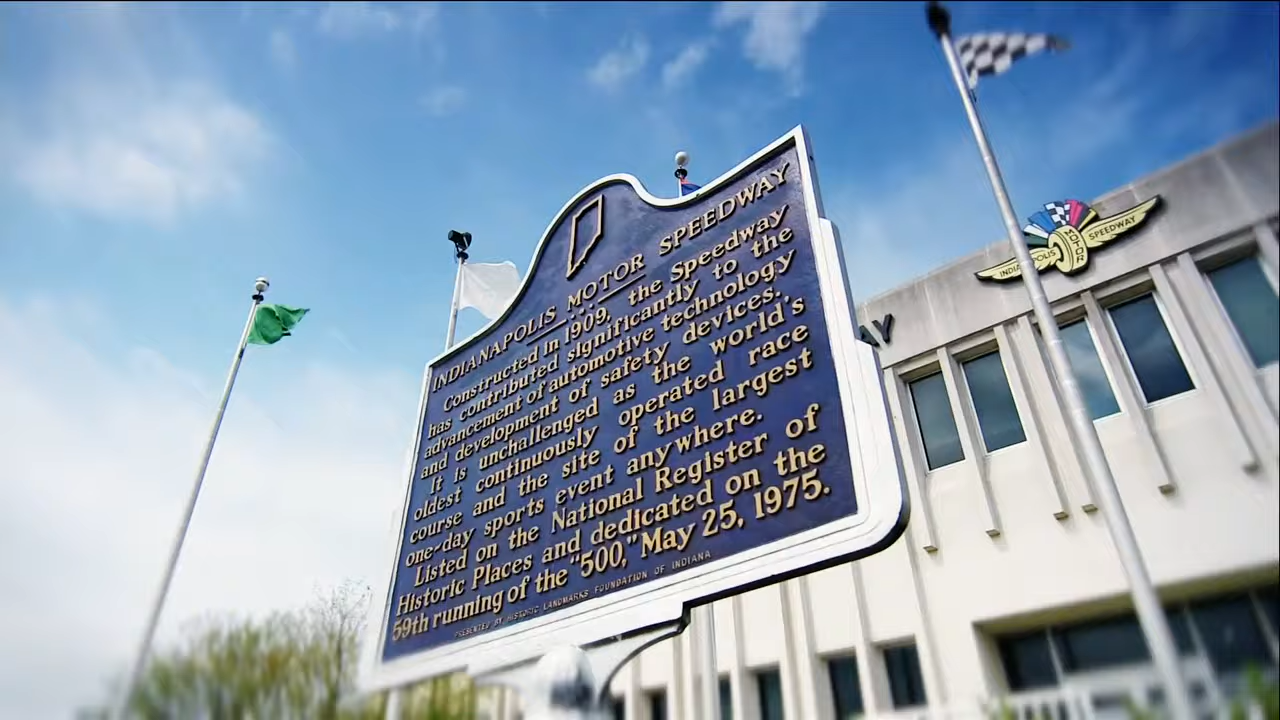 INDIANAPOLIS MOTOR SPEEDWAY
Constructed in 1909, the Speedway
has contributed significantly to the
advancement of automotive technology
and development of safety devices.
It is unchallenged as the world's
oldest continuously operated race
course and the site of the largest
one-day sports event anywhere.
Listed on the National Register of
Historic Places and dedicated on the
59th running of the "500," May 25, 1975.
PRESENTED BY HISTORIC LANDMARKS FOUNDATION OF INDIANA
INDIANAPOLIS MOTOR SPEEDWAY
AY